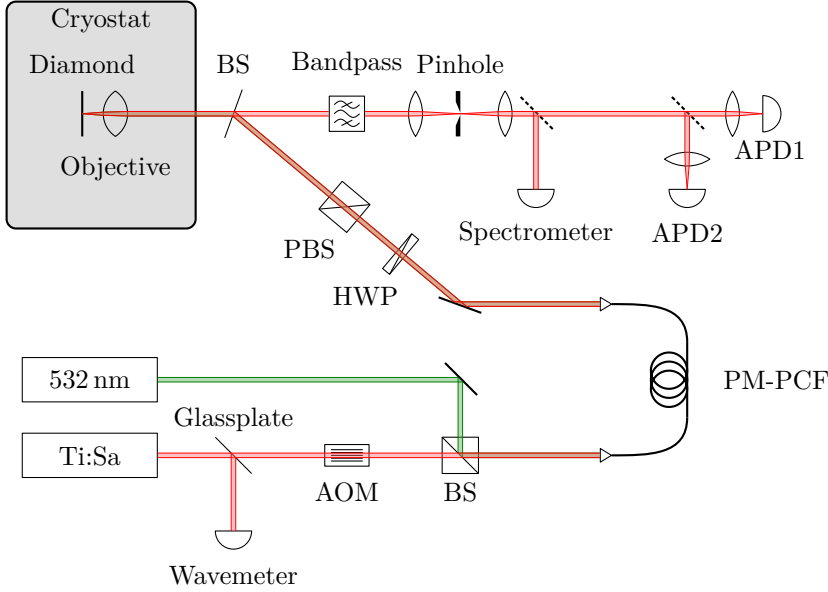 Cryostat
Diamond
BS
Bandpass
Pinhole
Objective
APD1
PBS
Spectrometer
APD2
HWP
532 nm
PM-PCF
Glassplate
Ti:Sa
AOM
BS
Wavemeter